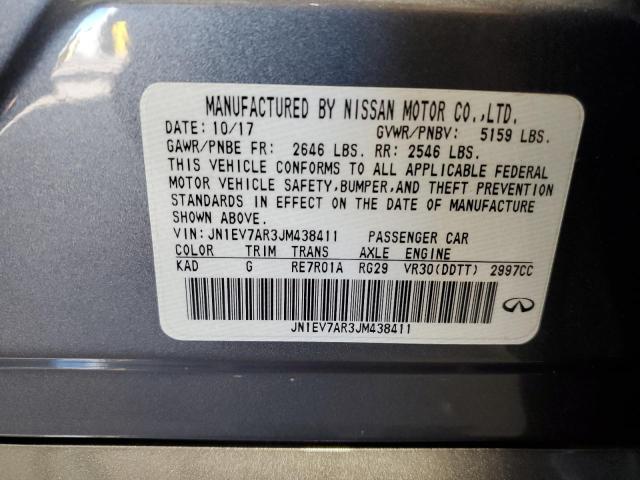 MANUFACTURED BY NISSAN MOTOR CO.,LTD.
DATE: 10/17 GVWR/PNBV: 5159 LBS.
GAWR/PNBE FR: 2646 LBS. RR: 2546 LBS.
THIS VEHICLE CONFORMS TO ALL APPLICABLE FEDERAL
MOTOR VEHICLE SAFETY,BUMPER,AND THEFT PREVENTION
STANDARDS IN EFFECT ON THE DATE OF MANUFACTURE
SHOWN ABOVE.
VIN: JN1EV7AR3JM438411 PASSENGER CAR
COLOR TRIM TRANS AXLE ENGINE
KAD G RE7R01A RG29 VR30(DDTT) 2997CC
JN1EV7AR3JM438411